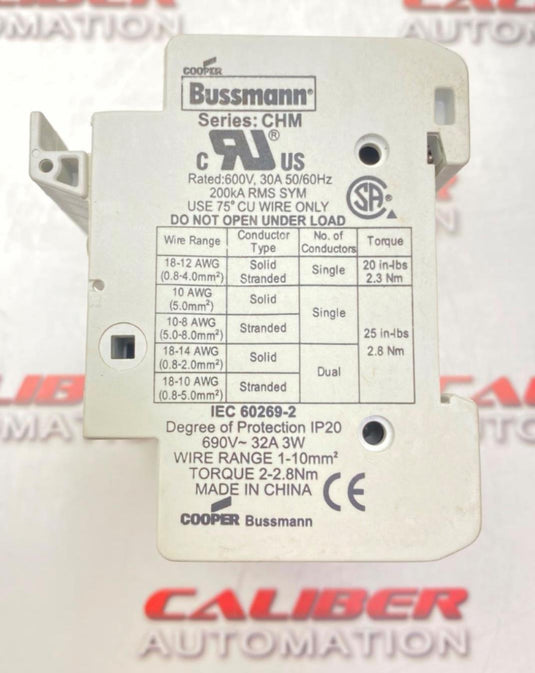 CALIBER
AUTOMATION
CALIBER
AUTOMATION
COOPER
Bussmann®
Series: CHM
C RU® US
Rated:600V, 30A 50/60Hz
200kA RMS SYM
USE 75° CU WIRE ONLY
SA®
DO NOT OPEN UNDER LOAD
Wire Range Conductor Type No. of Conductors Torque
18-12 AWG (0.8-4.0mm²) Solid Stranded Single 20 in-lbs 2.3 Nm
10 AWG (5.0mm²) Solid Single 25 in-lbs 2.8 Nm
10-8 AWG (5.0-8.0mm²) Stranded
18-14 AWG (0.8-2.0mm²) Solid Dual
18-10 AWG (0.8-5.0mm²) Stranded
IEC 60269-2
Degree of Protection IP20
690V~ 32A 3W
WIRE RANGE 1-10mm²
TORQUE 2-2.8Nm
MADE IN CHINA CE
COOPER Bussmann
CALIBER
AUTOMATION